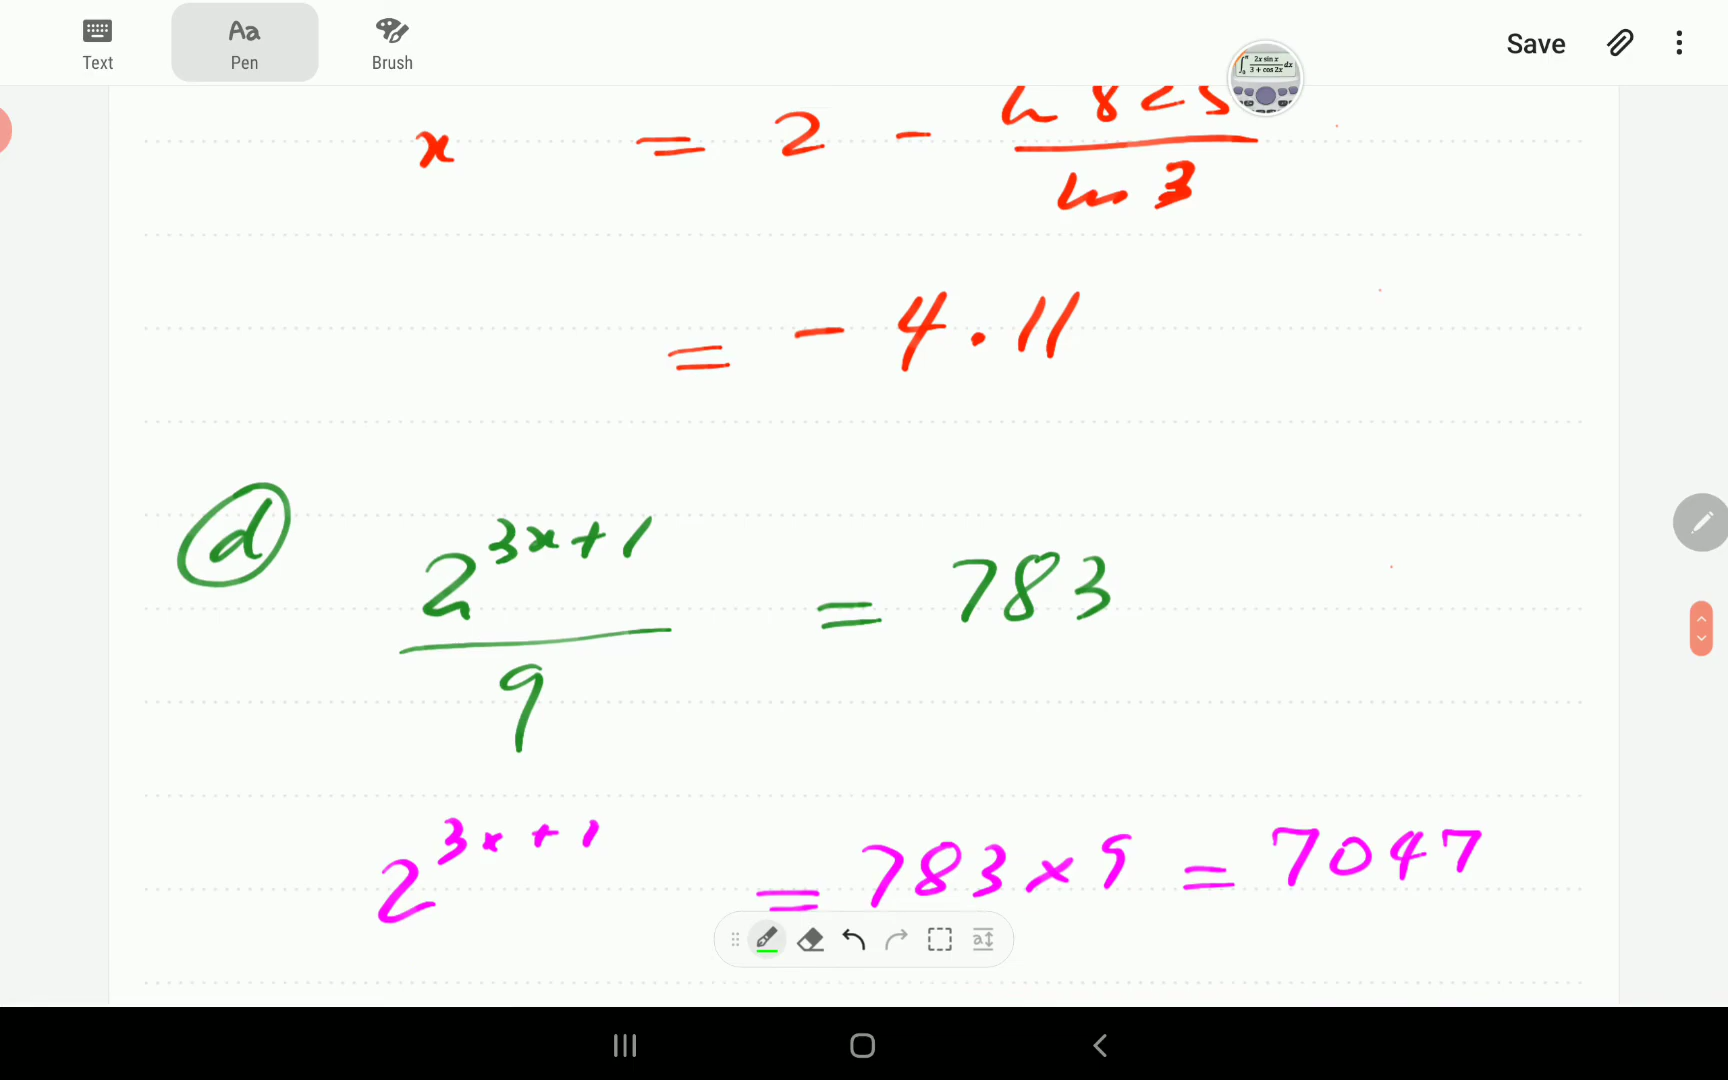 Text Pen Brush Save
x = 2 - ln 825 / ln 3
= - 4.11
(d) 2^(3x+1) / 9 = 783
2^(3x+1) = 783 × 9 = 7047